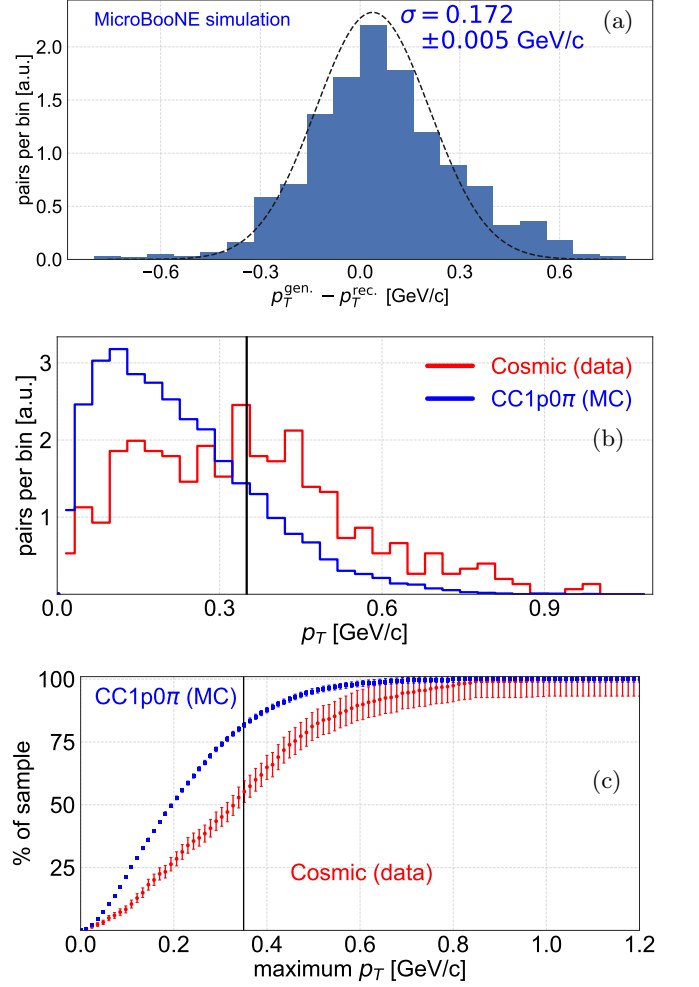 MicroBooNE simulation
σ = 0.172
±0.005 GeV/c
(a)
pairs per bin [a.u.]
2.0
1.5
1.0
0.5
0.0
−0.6 −0.3 0.0 0.3 0.6
p_T^gen. − p_T^rec. [GeV/c]
Cosmic (data)
CC1p0π (MC)
(b)
pairs per bin [a.u.]
3
2
1
0.0 0.3 0.6 0.9
p_T [GeV/c]
CC1p0π (MC)
(c)
Cosmic (data)
% of sample
100
75
50
25
0.0 0.2 0.4 0.6 0.8 1.0 1.2
maximum p_T [GeV/c]